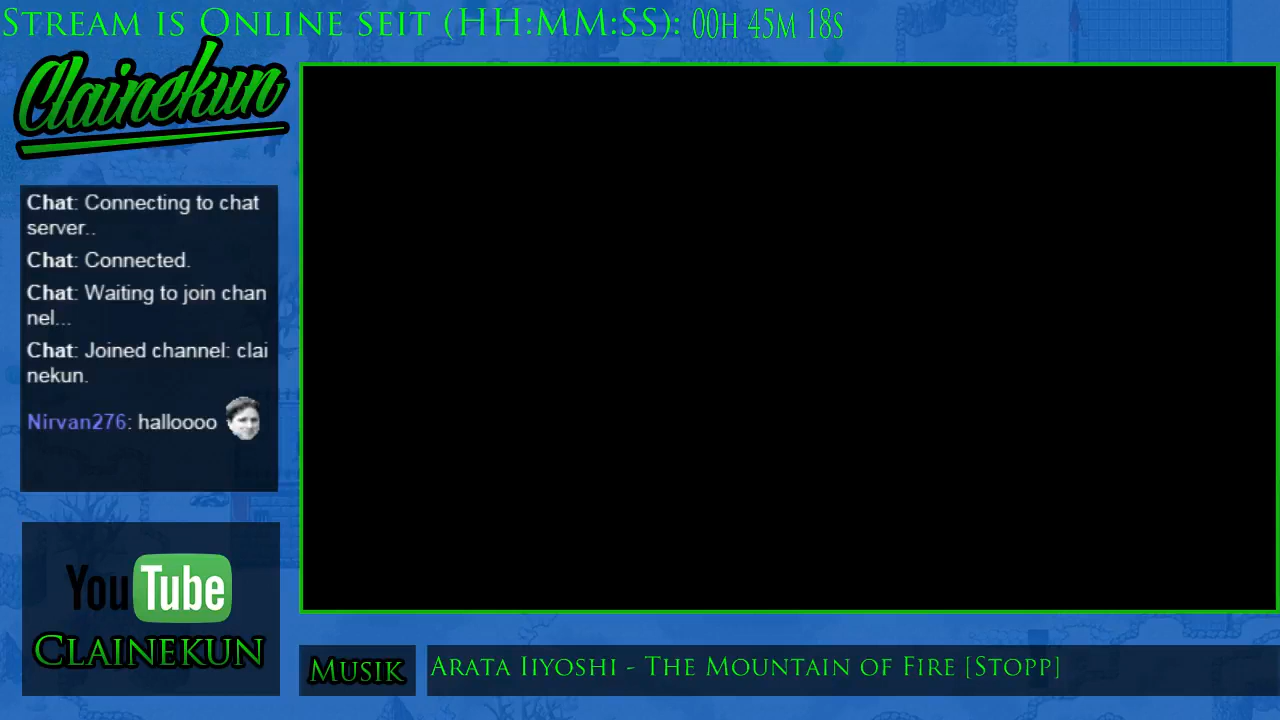 Stream is Online seit (HH:MM:SS): 00h 45m 18s
Clainekun
Chat: Connecting to chat
server..
Chat: Connected.
Chat: Waiting to join chan
nel...
Chat: Joined channel: clai
nekun.
Nirvan276: halloooo
YouTube
Clainekun
Musik
Arata Iiyoshi - The Mountain of Fire [Stopp]